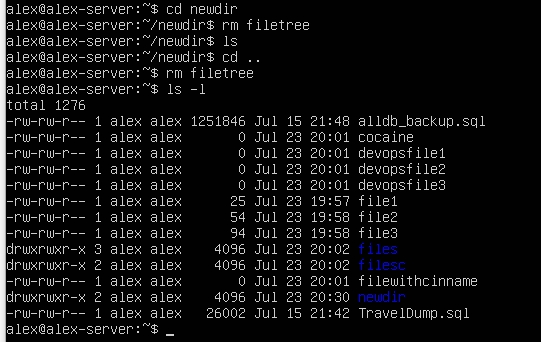 alex@alex-server:~$ cd newdir
alex@alex-server:~/newdir$ rm filetree
alex@alex-server:~/newdir$ ls
alex@alex-server:~/newdir$ cd ..
alex@alex-server:~$ rm filetree
alex@alex-server:~$ ls -l
total 1276
-rw-rw-r-- 1 alex alex 1251846 Jul 15 21:48 alldb_backup.sql
-rw-rw-r-- 1 alex alex       0 Jul 23 20:01 cocaine
-rw-rw-r-- 1 alex alex       0 Jul 23 20:01 devopsfile1
-rw-rw-r-- 1 alex alex       0 Jul 23 20:01 devopsfile2
-rw-rw-r-- 1 alex alex       0 Jul 23 20:01 devopsfile3
-rw-rw-r-- 1 alex alex      25 Jul 23 19:57 file1
-rw-rw-r-- 1 alex alex      54 Jul 23 19:58 file2
-rw-rw-r-- 1 alex alex      94 Jul 23 19:58 file3
drwxrwxr-x 3 alex alex    4096 Jul 23 20:02 files
drwxrwxr-x 2 alex alex    4096 Jul 23 20:02 filesc
-rw-rw-r-- 1 alex alex       0 Jul 23 20:01 filewithcinname
drwxrwxr-x 2 alex alex    4096 Jul 23 20:30 newdir
-rw-rw-r-- 1 alex alex   26002 Jul 15 21:42 TravelDump.sql
alex@alex-server:~$ _